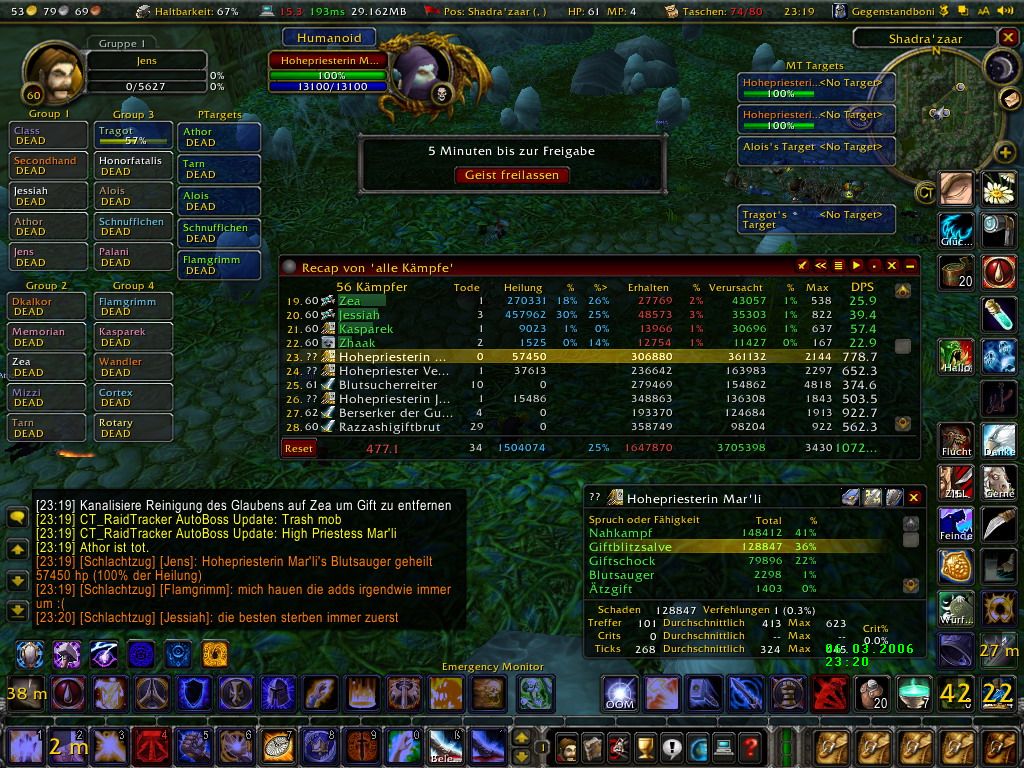 53 79 69 Haltbarkeit: 67% 15.3 193ms 29.162MB Pos: Shadra'zaar (, ) HP: 61 MP: 4 Taschen: 74/80 23:19 Gegenstandboni
Gruppe 1
Jens
0/5627
0%
0%
60
Humanoid
Hohepriesterin M...
100%
13100/13100
Shadra'zaar
N
MT Targets
Hohepriesteri... <No Target>
100%
Hohepriesteri... <No Target>
100%
Alois's Target <No Target>
Tragot's * Target <No Target>
5 Minuten bis zur Freigabe
Geist freilassen
Group 1
Class
DEAD
Secondhand
DEAD
Jessiah
DEAD
Athor
DEAD
Jens
DEAD
Group 3
Tragot
57%
Honorfatalis
DEAD
Alois
DEAD
Schnufflchen
DEAD
Palani
DEAD
PTargets
Athor
DEAD
Tarn
DEAD
Alois
DEAD
Schnufflchen
DEAD
Flamgrimm
DEAD
Group 2
Dkalkor
DEAD
Memorian
DEAD
Zea
DEAD
Mizzi
DEAD
Tarn
DEAD
Group 4
Flamgrimm
DEAD
Kasparek
DEAD
Wandler
DEAD
Cortex
DEAD
Rotary
DEAD
Recap von 'alle Kämpfe'
56 Kämpfer Tode Heilung % %> Erhalten % Verursacht % Max DPS
19. 60 Zea 1 270331 18% 26% 27769 2% 43057 1% 538 25.9
20. 60 Jessiah 3 457962 30% 25% 48573 3% 35303 1% 822 39.4
21. 60 Kasparek 1 9023 1% 0% 13966 1% 30696 1% 637 57.4
22. 60 Zhaak 2 1525 0% 14% 12754 1% 11427 0% 167 22.9
23. ?? Hohepriesterin ... 0 57450 306880 361132 2144 778.7
24. ?? Hohepriester Ve... 1 37613 236642 163983 2297 652.3
25. 61 Blutsucherreiter 10 0 279469 154862 4818 374.6
26. ?? Hohepriesterin J... 1 15486 348863 136308 1843 503.5
27. 62 Berserker der Gu... 4 0 193370 124684 1913 922.7
28. 60 Razzashigiftbrut 29 0 358749 98204 922 562.3
Reset 477.1 34 1504074 25% 1647870 3705398 3430 1072...
CT
Gluc...
20
Hallo
Flucht Danke
ZIEL Gerne
Feinde
Würf...
27 m
[23:19] Kanalisiere Reinigung des Glaubens auf Zea um Gift zu entfernen
[23:19] CT_RaidTracker AutoBoss Update: Trash mob
[23:19] CT_RaidTracker AutoBoss Update: High Priestess Mar'li
[23:19] Athor ist tot.
[23:19] [Schlachtzug] [Jens]: Hohepriesterin Mar'li's Blutsauger geheilt
57450 hp (100% der Heilung)
[23:19] [Schlachtzug] [Flamgrimm]: mich hauen die adds irgendwie immer
um :(
[23:20] [Schlachtzug] [Jessiah]: die besten sterben immer zuerst
?? Hohepriesterin Mar'li
Spruch oder Fähigkeit Total %
Nahkampf 148412 41%
Giftblitzsalve 128847 36%
Giftschock 79896 22%
Blutsauger 2298 1%
Ätzgift 1403 0%
Schaden 128847 Verfehlungen 1 (0.3%)
Treffer 101 Durchschnittlich 413 Max 623
Crits 0 Durchschnittlich -- Max --
Crit%
0.0%
Ticks 268 Durchschnittlich 324 Max
06.03.2006
23:20
Emergency Monitor
38 m
OOM
20
7
42 22
2 m
Bele...
1